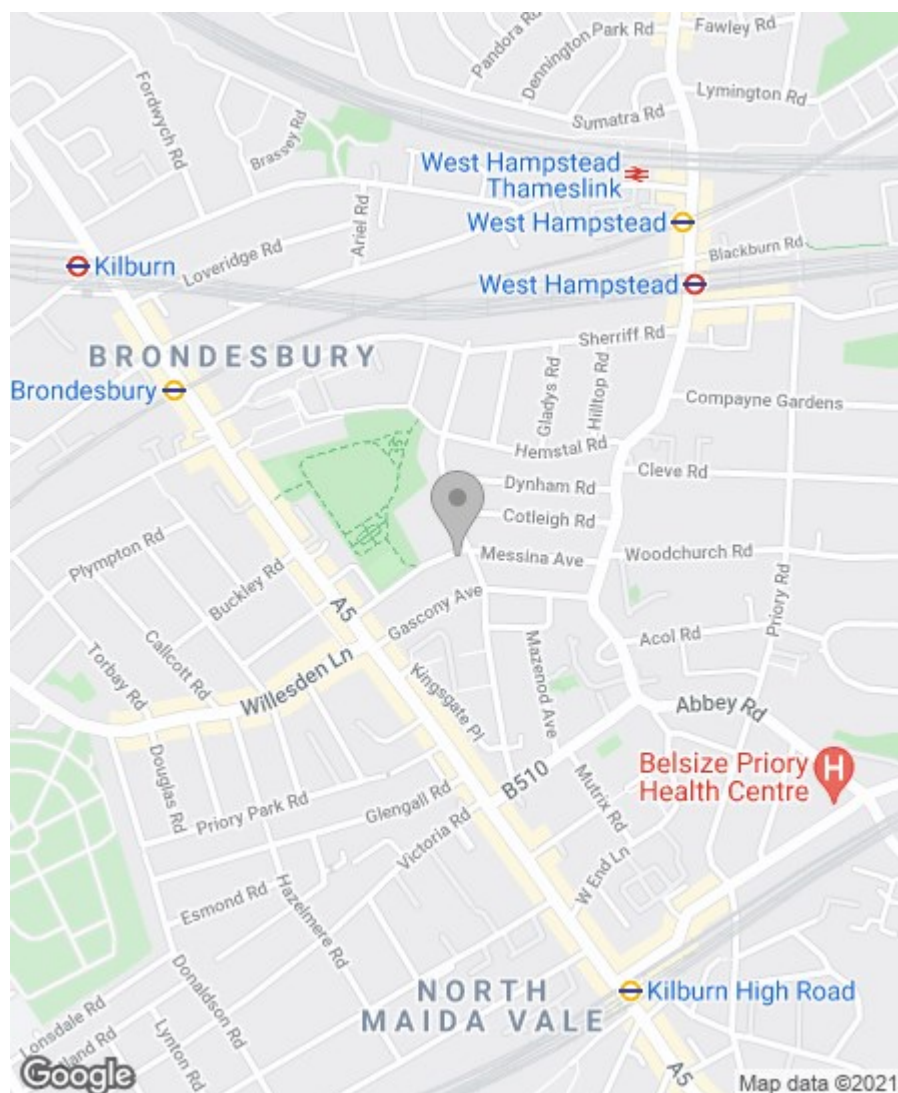 Fawley Rd
Dennington Park Rd
Pandora Rd
Lymington Rd
Fordwych Rd
Sumatra Rd
Brassey Rd
West Hampstead
Thameslink
West Hampstead
Ariel Rd
Blackburn Rd
Loveridge Rd
Kilburn
West Hampstead
Sherriff Rd
BRONDESBURY
Gladys Rd
Hilltop Rd
Brondesbury
Compayne Gardens
Hemstal Rd
Cleve Rd
Dynham Rd
Cotleigh Rd
Plympton Rd
Messina Ave
Woodchurch Rd
Buckley Rd
Priory Rd
A5
Gascony Ave
Callcott Rd
Acol Rd
Torbay Rd
Willesden Ln
Mazenod Ave
Kingsgate Pl
Abbey Rd
Douglas Rd
B510
Belsize Priory
Health Centre
H
Mutrix Rd
Priory Park Rd
Glengall Rd
Victoria Rd
W End Ln
Esmond Rd
Hazelmere Rd
Donaldson Rd
NORTH
MAIDA VALE
Kilburn High Road
Lonsdale Rd
land Rd
Lynton Rd
A5
Google
Map data ©2021